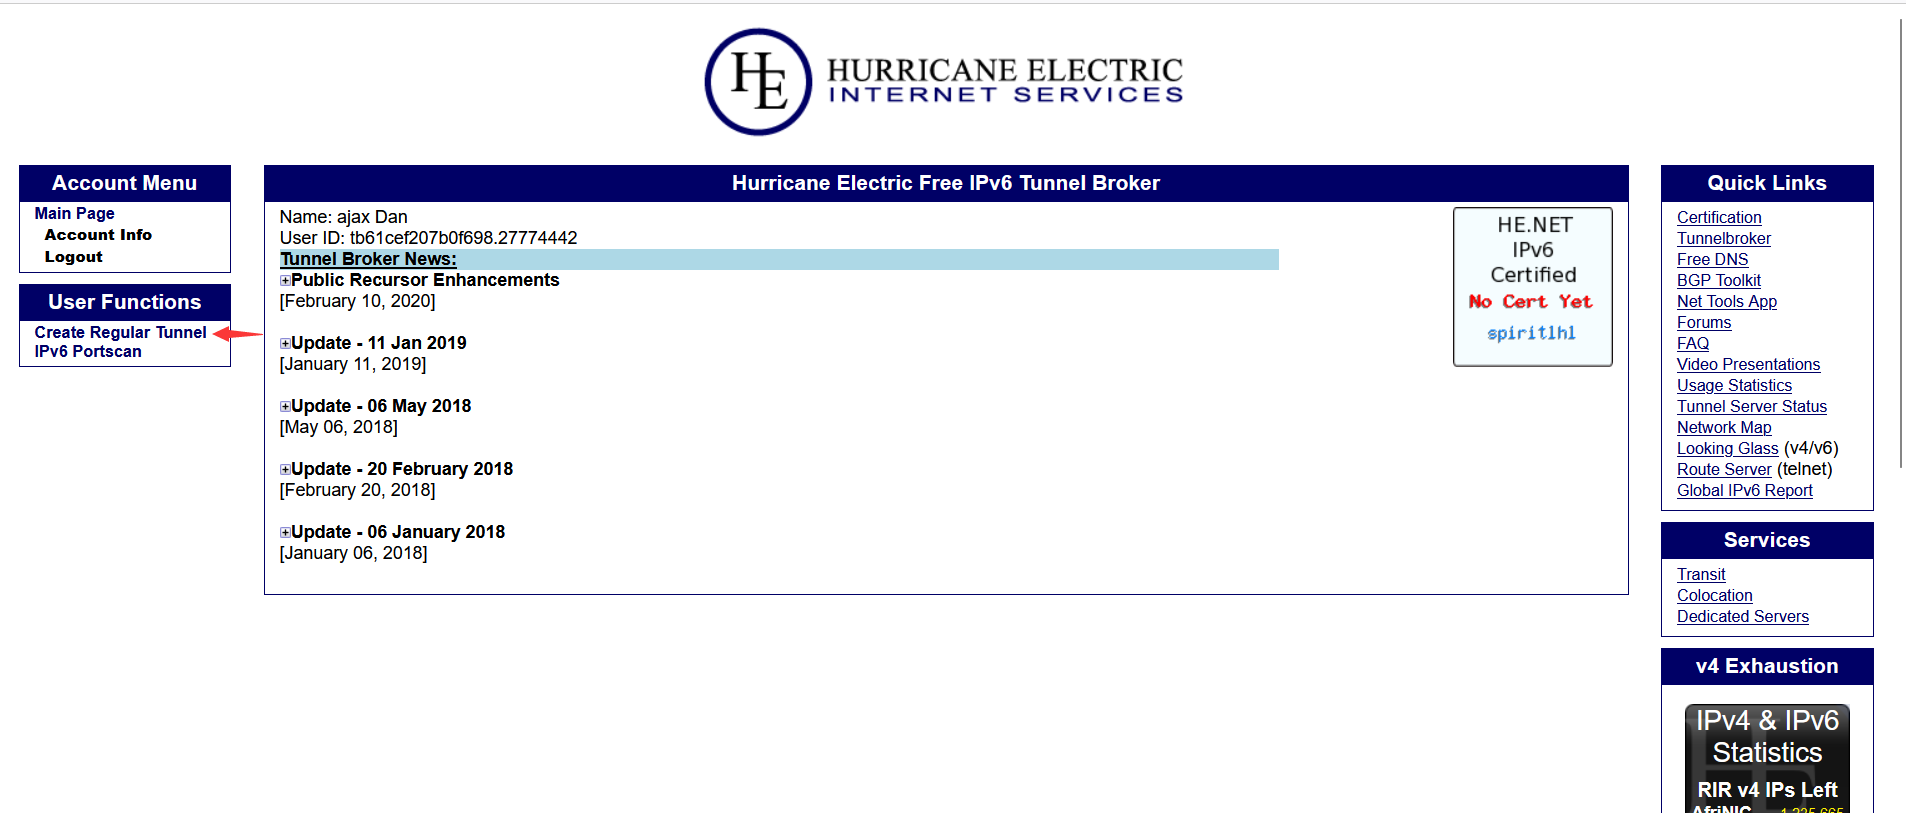 HE
HURRICANE ELECTRIC
INTERNET SERVICES
Account Menu
Main Page
Account Info
Logout
User Functions
Create Regular Tunnel
IPv6 Portscan
Hurricane Electric Free IPv6 Tunnel Broker
Name: ajax Dan
User ID: tb61cef207b0f698.27774442
Tunnel Broker News:
Public Recursor Enhancements
[February 10, 2020]
Update - 11 Jan 2019
[January 11, 2019]
Update - 06 May 2018
[May 06, 2018]
Update - 20 February 2018
[February 20, 2018]
Update - 06 January 2018
[January 06, 2018]
HE.NET
IPv6
Certified
No Cert Yet
spiritlhl
Quick Links
Certification
Tunnelbroker
Free DNS
BGP Toolkit
Net Tools App
Forums
FAQ
Video Presentations
Usage Statistics
Tunnel Server Status
Network Map
Looking Glass (v4/v6)
Route Server (telnet)
Global IPv6 Report
Services
Transit
Colocation
Dedicated Servers
v4 Exhaustion
IPv4 & IPv6
Statistics
RIR v4 IPs Left
AfriNIC